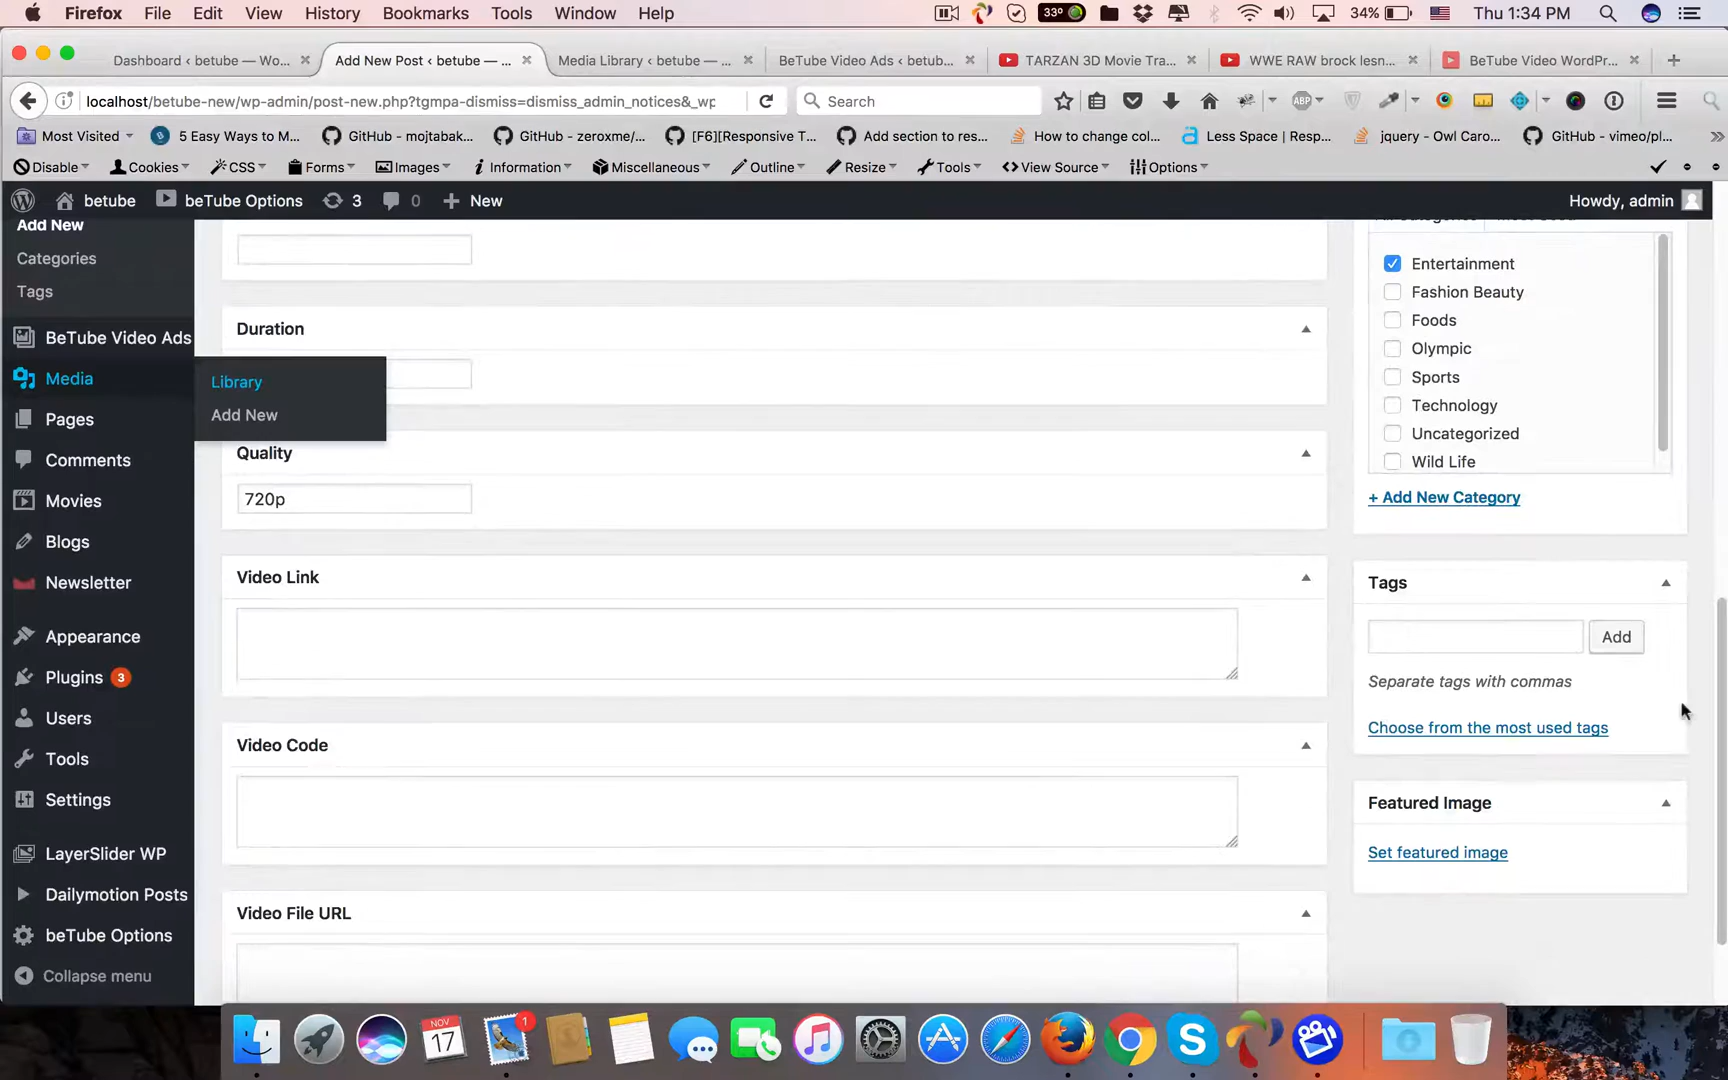 Firefox File Edit View History Bookmarks Tools Window Help 33° 34% Thu 1:34 PM
Dashboard ‹ betube — Wo... Add New Post ‹ betube — ... Media Library ‹ betube — ... BeTube Video Ads ‹ betub... TARZAN 3D Movie Tra... WWE RAW brock lesn... BeTube Video WordPr...
localhost/betube-new/wp-admin/post-new.php?tgmpa-dismiss=dismiss_admin_notices&_wp Search ABP
Most Visited 5 Easy Ways to M... GitHub - mojtabak... GitHub - zeroxme/... [F6][Responsive T... Add section to res... How to change col... Less Space | Resp... jquery - Owl Caro... GitHub - vimeo/pl...
Disable Cookies CSS Forms Images Information Miscellaneous Outline Resize Tools View Source Options
betube beTube Options 3 0 New Howdy, admin
Add New
Categories
Tags
BeTube Video Ads
Media
Library
Add New
Pages
Comments
Movies
Blogs
Newsletter
Appearance
Plugins 3
Users
Tools
Settings
LayerSlider WP
Dailymotion Posts
beTube Options
Collapse menu
Duration
Quality
720p
Video Link
Video Code
Video File URL
Entertainment
Fashion Beauty
Foods
Olympic
Sports
Technology
Uncategorized
Wild Life
+ Add New Category
Tags
Add
Separate tags with commas
Choose from the most used tags
Featured Image
Set featured image
NOV
17
1